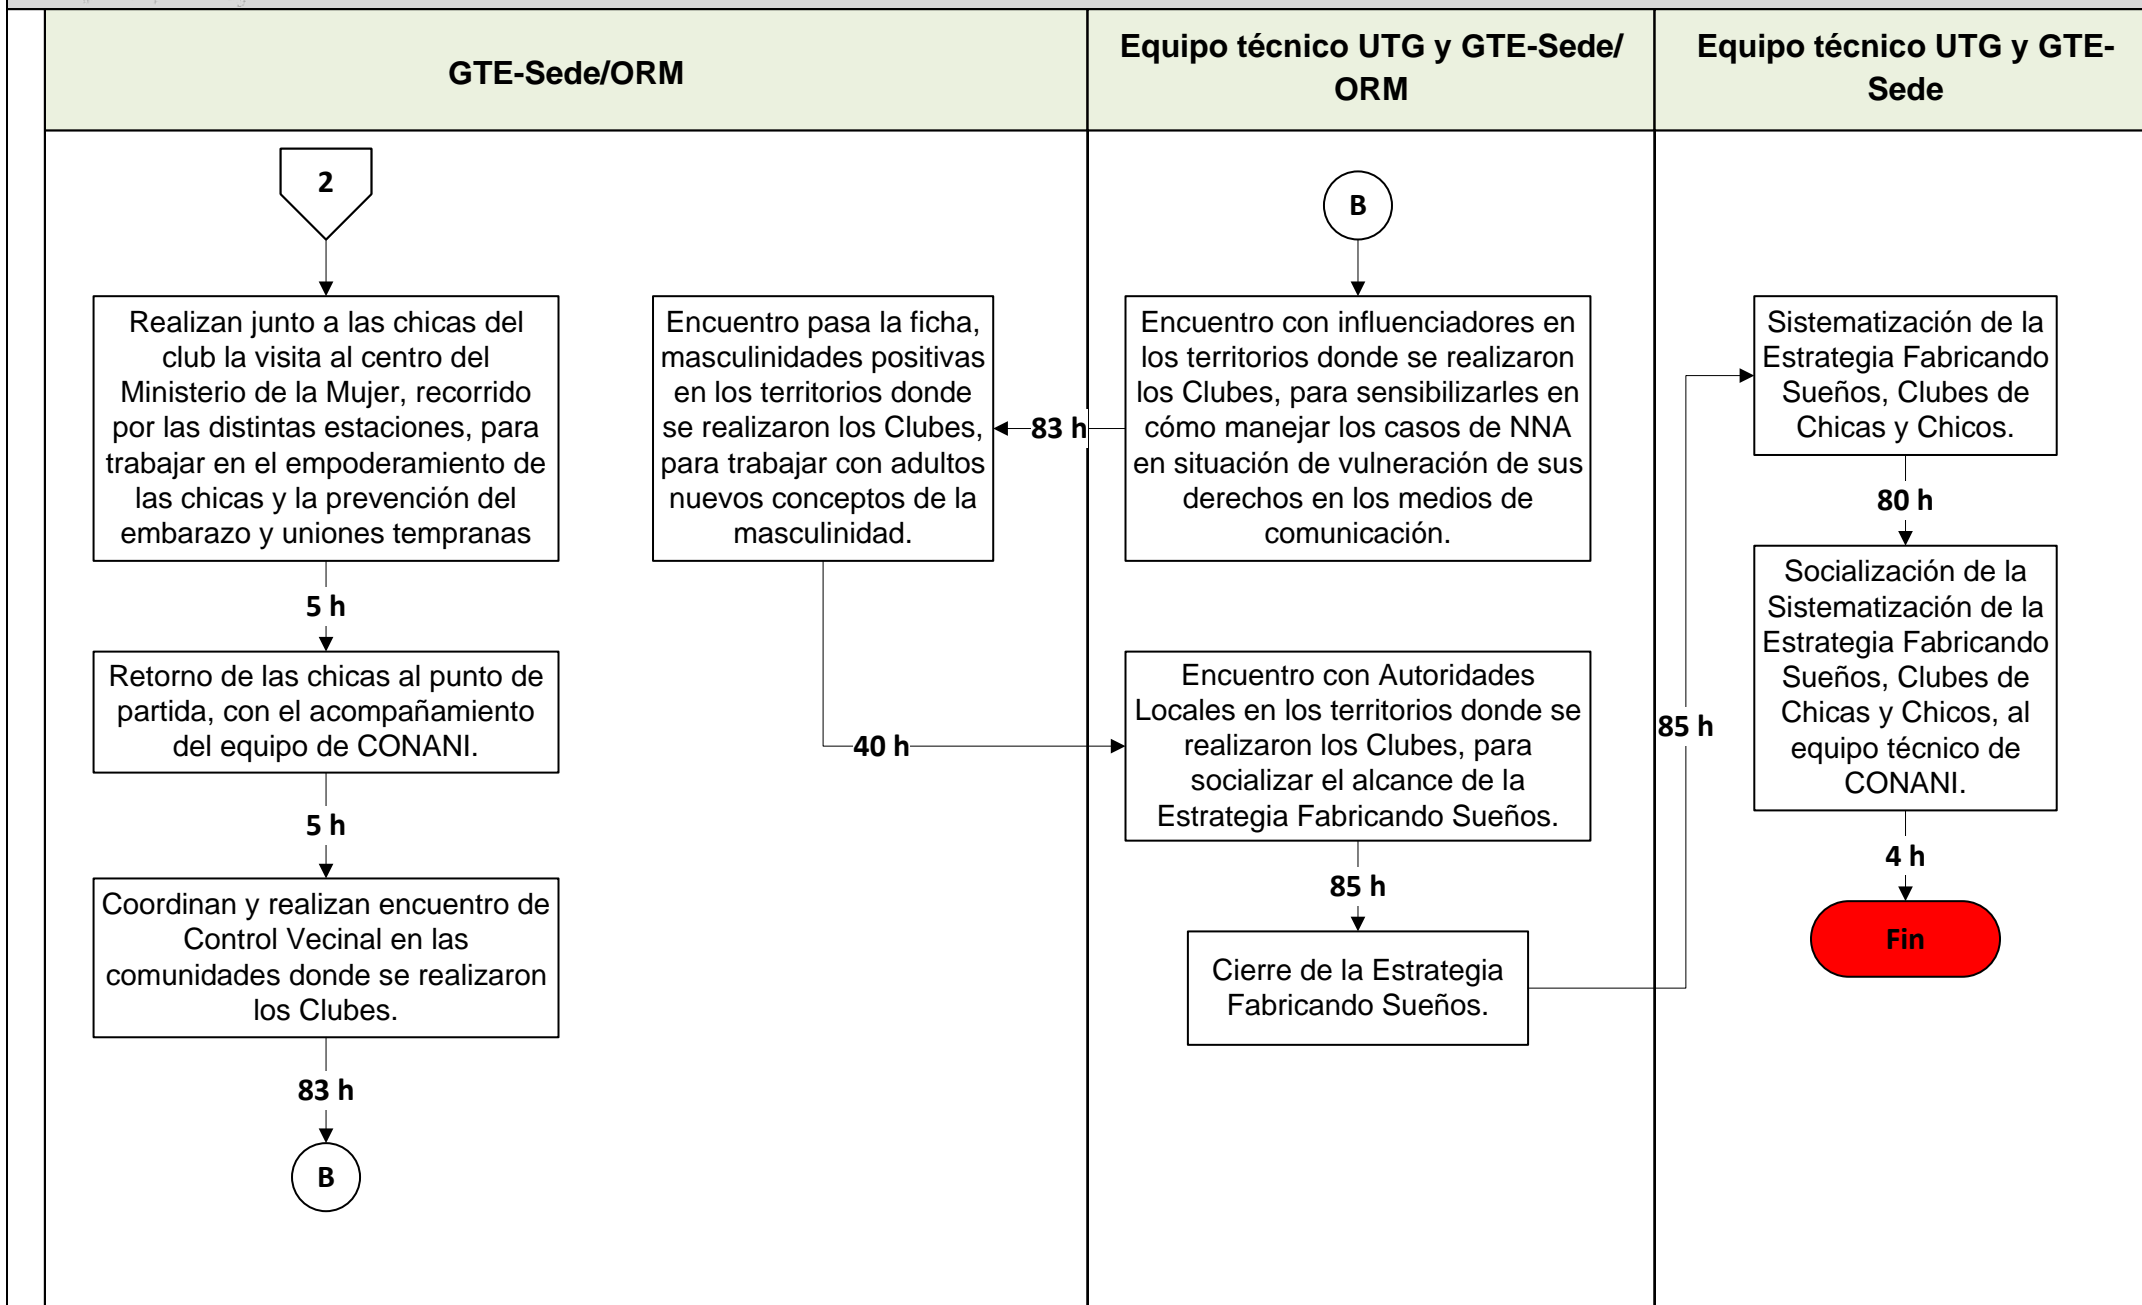 GTE-Sede/ORM
Equipo técnico UTG y GTE-Sede/
ORM
Equipo técnico UTG y GTE-
Sede
2
Realizan junto a las chicas del
club la visita al centro del
Ministerio de la Mujer, recorrido
por las distintas estaciones, para
trabajar en el empoderamiento de
las chicas y la prevención del
embarazo y uniones tempranas
5 h
Retorno de las chicas al punto de
partida, con el acompañamiento
del equipo de CONANI.
5 h
Coordinan y realizan encuentro de
Control Vecinal en las
comunidades donde se realizaron
los Clubes.
83 h
B
B
Encuentro con influenciadores en
los territorios donde se realizaron
los Clubes, para sensibilizarles en
cómo manejar los casos de NNA
en situación de vulneración de sus
derechos en los medios de
comunicación.
83 h
Encuentro pasa la ficha,
masculinidades positivas
en los territorios donde
se realizaron los Clubes,
para trabajar con adultos
nuevos conceptos de la
masculinidad.
40 h
Encuentro con Autoridades
Locales en los territorios donde se
realizaron los Clubes, para
socializar el alcance de la
Estrategia Fabricando Sueños.
85 h
Cierre de la Estrategia
Fabricando Sueños.
85 h
Sistematización de la
Estrategia Fabricando
Sueños, Clubes de
Chicas y Chicos.
80 h
Socialización de la
Sistematización de la
Estrategia Fabricando
Sueños, Clubes de
Chicas y Chicos, al
equipo técnico de
CONANI.
4 h
Fin